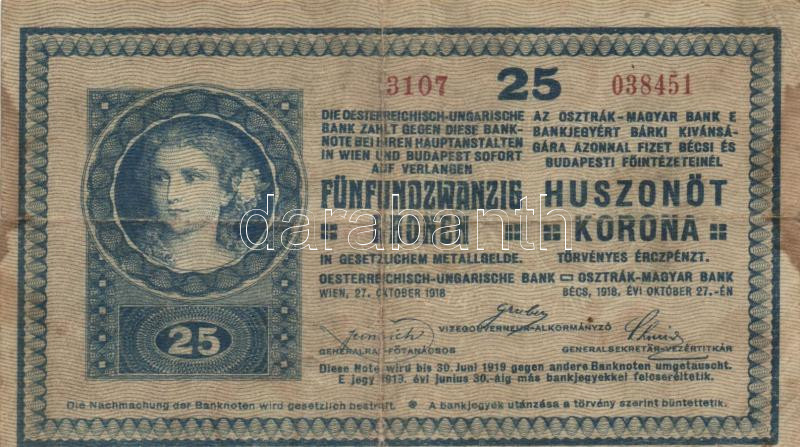 3107 25 038451
DIE OESTERREICHISCH-UNGARISCHE
BANK ZAHLT GEGEN DIESE BANK-
NOTE BEI IHREN HAUPTANSTALTEN
IN WIEN UND BUDAPEST SOFORT
AUF VERLANGEN
FÜNFUNDZWANZIG
KRONEN
IN GESETZLICHEM METALLGELDE.
OESTERREICHISCH-UNGARISCHE BANK
WIEN, 27. OKTOBER 1918
AZ OSZTRÁK-MAGYAR BANK E
BANKJEGYÉRT BÁRKI KIVÁNSÁ-
GÁRA AZONNAL FIZET BÉCSI ÉS
BUDAPESTI FŐINTÉZETEINÉL
HUSZONÖT
KORONA
TÖRVÉNYES ÉRCZPÉNZT.
OSZTRÁK-MAGYAR BANK
BÉCS, 1918. ÉVI OKTÓBER 27.-ÉN
darabanth
25
Gruber
VIZEGOUVERNEUR-ALKORMÁNYZÓ
GENERALRAT-FŐTANÁCSOS
GENERALSEKRETÄR-VEZÉRTITKÁR
Diese Note wird bis 30. Juni 1919 gegen andere Banknoten umgetauscht.
E jegy 1919. évi junius 30.-áig más bankjegyekkel felcseréltetik.
Die Nachmachung der Banknoten wird gesetzlich bestraft. A bankjegyek utánzása a törvény szerint büntettetik.